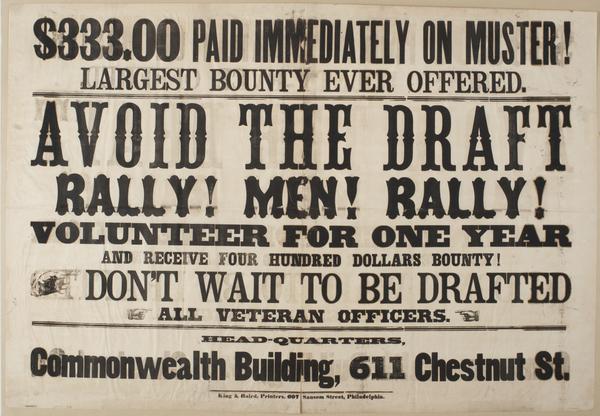 $333.00 PAID IMMEDIATELY ON MUSTER!
LARGEST BOUNTY EVER OFFERED.
AVOID THE DRAFT
RALLY! MEN! RALLY!
VOLUNTEER FOR ONE YEAR
AND RECEIVE FOUR HUNDRED DOLLARS BOUNTY!
DON'T WAIT TO BE DRAFTED
ALL VETERAN OFFICERS.
HEAD-QUARTERS,
Commonwealth Building, 611 Chestnut St.
King & Baird, Printers, 607 Sansom Street, Philadelphia.